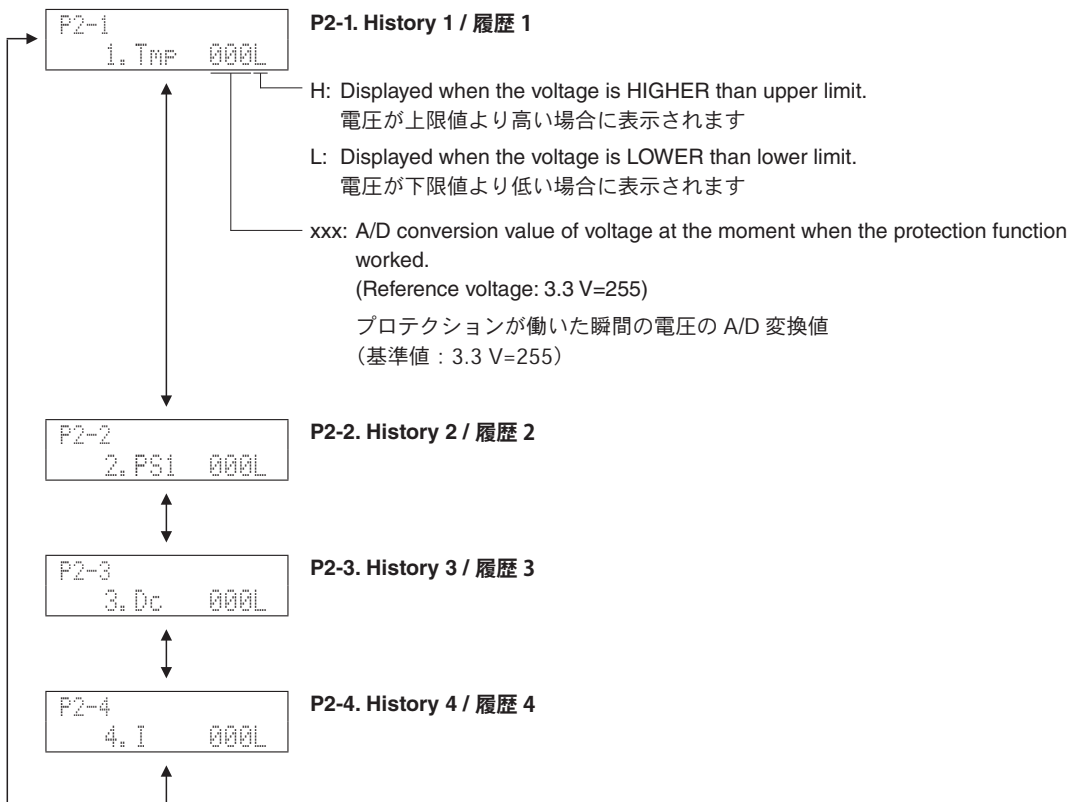 P2-1
1.Tmp 000L
P2-1. History 1 / 履歴 1
H: Displayed when the voltage is HIGHER than upper limit.
電圧が上限値より高い場合に表示されます
L: Displayed when the voltage is LOWER than lower limit.
電圧が下限値より低い場合に表示されます
xxx: A/D conversion value of voltage at the moment when the protection function
worked.
(Reference voltage: 3.3 V=255)
プロテクションが働いた瞬間の電圧の A/D 変換値
（基準値：3.3 V=255）
P2-2
2.PS1 000L
P2-2. History 2 / 履歴 2
P2-3
3.Dc 000L
P2-3. History 3 / 履歴 3
P2-4
4.I 000L
P2-4. History 4 / 履歴 4